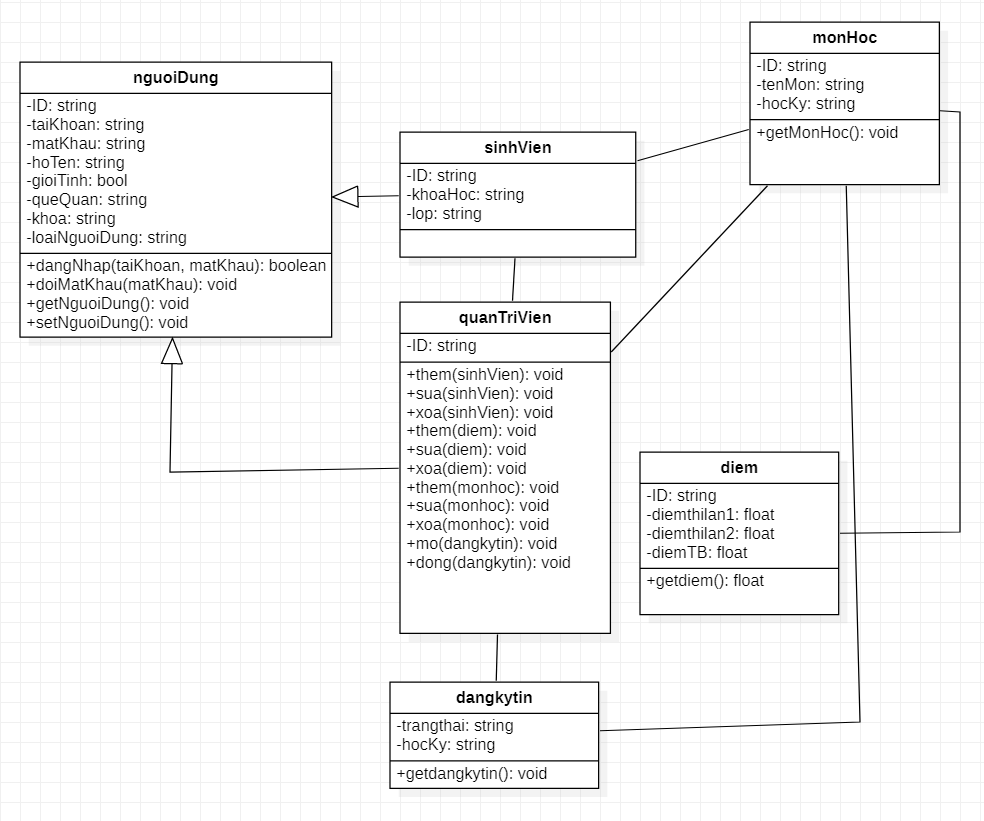 nguoiDung
-ID: string
-taiKhoan: string
-matKhau: string
-hoTen: string
-gioiTinh: bool
-queQuan: string
-khoa: string
-loaiNguoiDung: string
+dangNhap(taiKhoan, matKhau): boolean
+doiMatKhau(matKhau): void
+getNguoiDung(): void
+setNguoiDung(): void
sinhVien
-ID: string
-khoaHoc: string
-lop: string
monHoc
-ID: string
-tenMon: string
-hocKy: string
+getMonHoc(): void
quanTriVien
-ID: string
+them(sinhVien): void
+sua(sinhVien): void
+xoa(sinhVien): void
+them(diem): void
+sua(diem): void
+xoa(diem): void
+them(monhoc): void
+sua(monhoc): void
+xoa(monhoc): void
+mo(dangkytin): void
+dong(dangkytin): void
diem
-ID: string
-diemthilan1: float
-diemthilan2: float
-diemTB: float
+getdiem(): float
dangkytin
-trangthai: string
-hocKy: string
+getdangkytin(): void